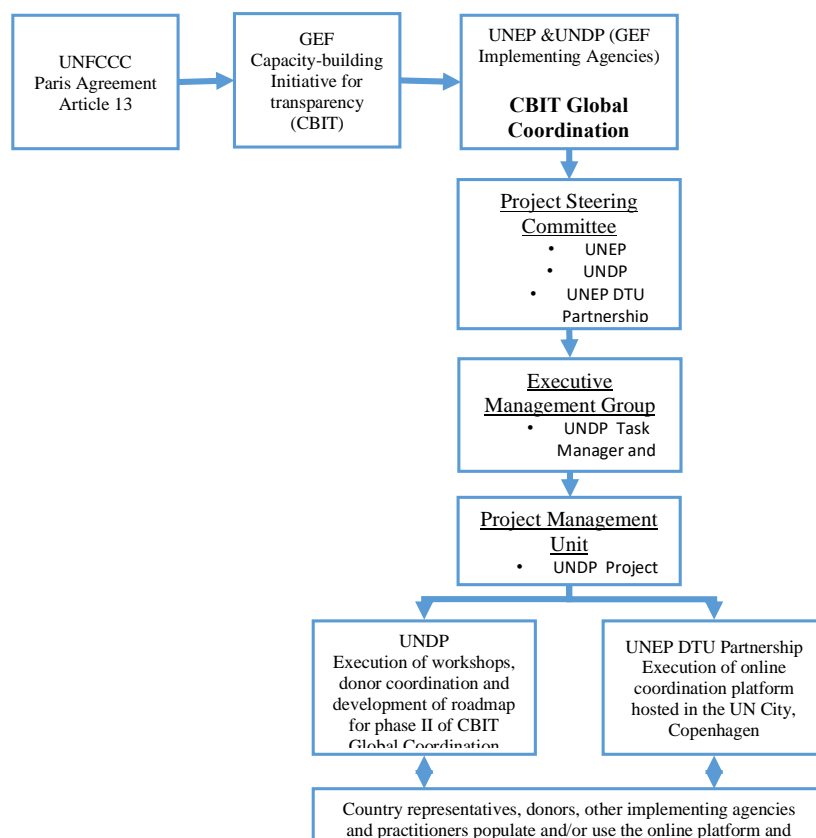 UNFCCC
Paris Agreement
Article 13
GEF
Capacity-building
Initiative for
transparency
(CBIT)
UNEP &UNDP (GEF
Implementing Agencies)
CBIT Global
Coordination
Project Steering
Committee
• UNEP
• UNDP
• UNEP DTU
Partnership
Executive
Management Group
• UNDP Task
Manager and
Project Management
Unit
• UNDP Project
UNDP
Execution of workshops,
donor coordination and
development of roadmap
for phase II of CBIT
Global Coordination
UNEP DTU Partnership
Execution of online
coordination platform
hosted in the UN City,
Copenhagen
Country representatives, donors, other implementing agencies
and practitioners populate and/or use the online platform and